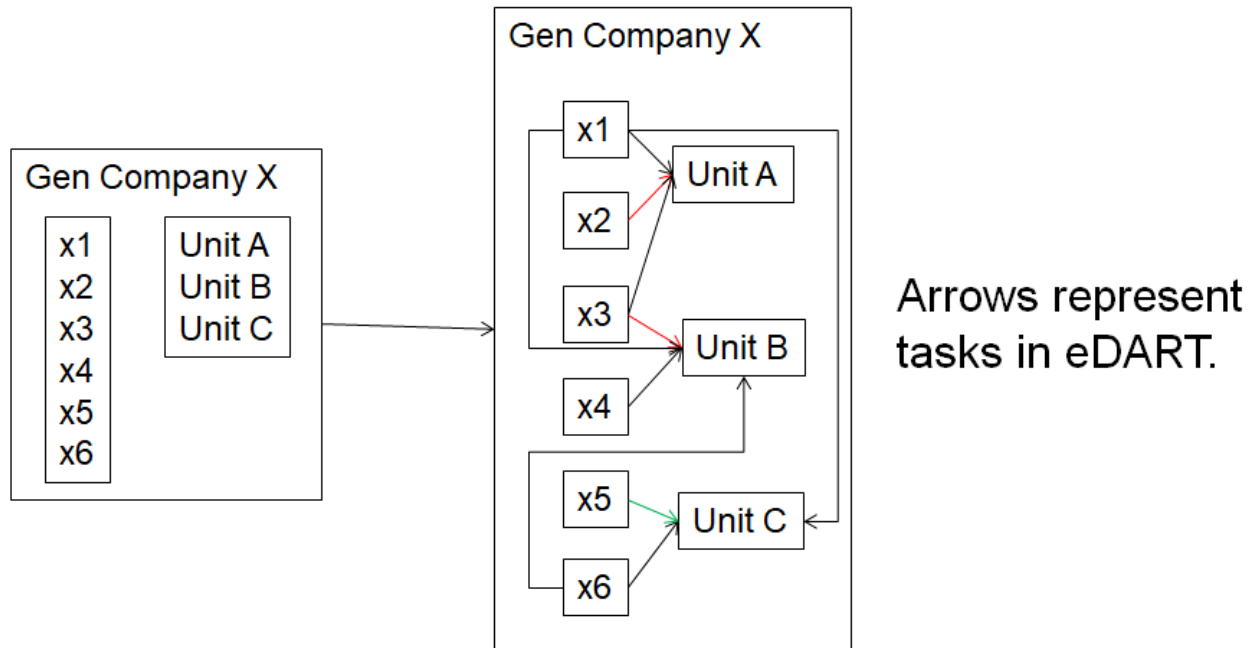 Gen Company X
x1
x2
x3
x4
x5
x6
Unit A
Unit B
Unit C
Gen Company X
x1
Unit A
x2
x3
Unit B
x4
x5
Unit C
x6
Arrows represent
tasks in eDART.